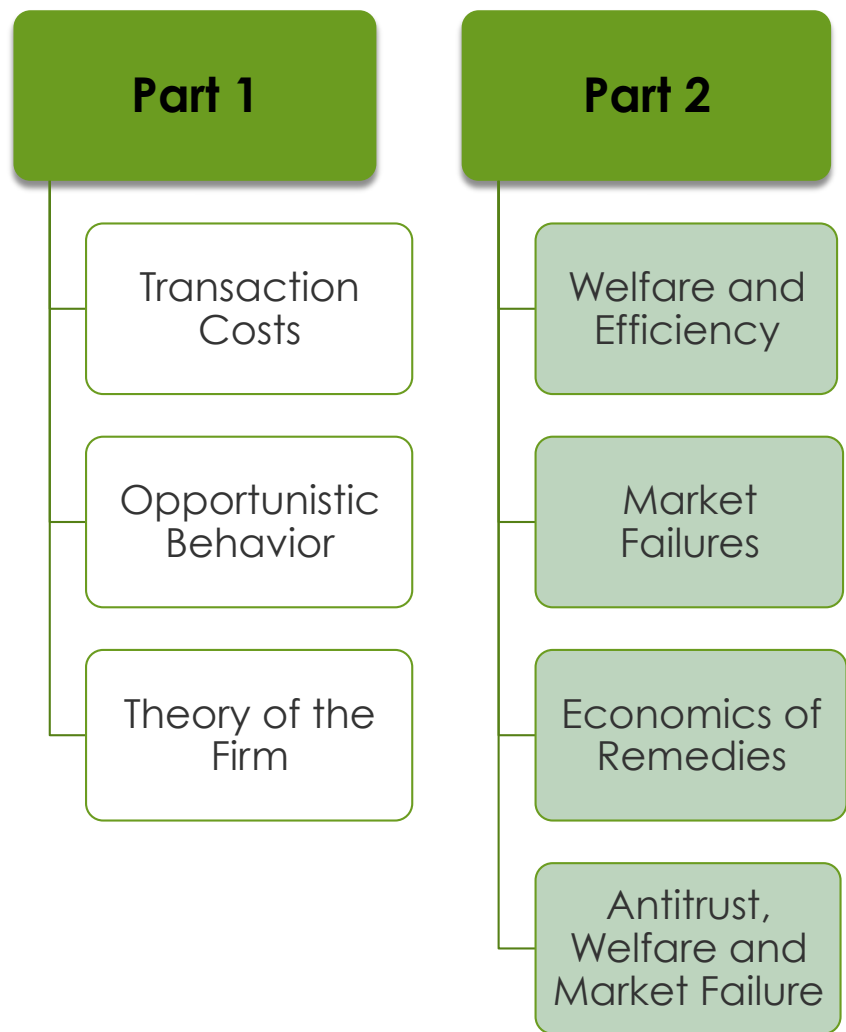 Part 1
Transaction
Costs
Opportunistic
Behavior
Theory of the
Firm
Part 2
Welfare and
Efficiency
Market
Failures
Economics of
Remedies
Antitrust,
Welfare and
Market Failure